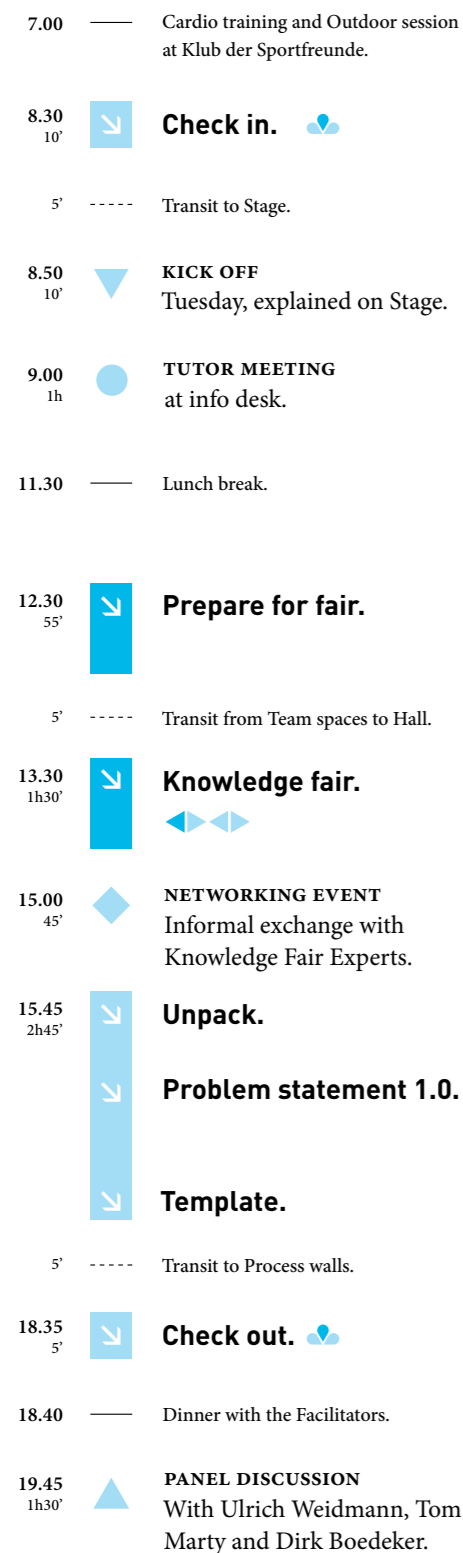 7.00 Cardio training and Outdoor session
at Klub der Sportfreunde.
8.30 Check in.
10’
5’ Transit to Stage.
8.50 KICK OFF
10’ Tuesday, explained on Stage.
9.00 TUTOR MEETING
1h at info desk.
11.30 Lunch break.
12.30 Prepare for fair.
55’
5’ Transit from Team spaces to Hall.
13.30 Knowledge fair.
1h30’
15.00 NETWORKING EVENT
45’ Informal exchange with
Knowledge Fair Experts.
15.45 Unpack.
2h45’
Problem statement 1.0.
Template.
5’ Transit to Process walls.
18.35 Check out.
5’
18.40 Dinner with the Facilitators.
19.45 PANEL DISCUSSION
1h30’ With Ulrich Weidmann, Tom
Marty and Dirk Boedeker.